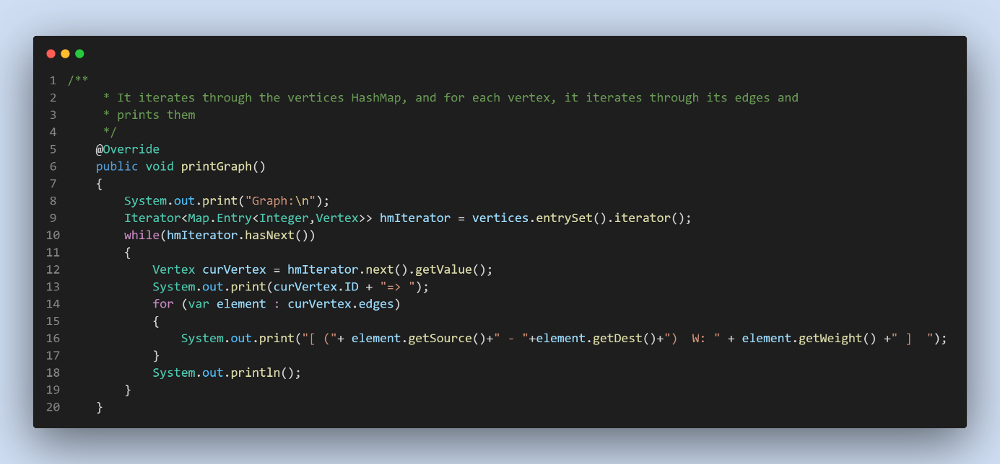 1 /**
2      * It iterates through the vertices HashMap, and for each vertex, it iterates through its edges and
3      * prints them
4      */
5     @Override
6     public void printGraph()
7     {
8         System.out.print("Graph:\n");
9         Iterator<Map.Entry<Integer,Vertex>> hmIterator = vertices.entrySet().iterator();
10         while(hmIterator.hasNext())
11         {
12             Vertex curVertex = hmIterator.next().getValue();
13             System.out.print(curVertex.ID + "=> ");
14             for (var element : curVertex.edges)
15             {
16                 System.out.print("[ ("+ element.getSource()+" - "+element.getDest()+")  W: " + element.getWeight() +" ]  ");
17             }
18             System.out.println();
19         }
20     }